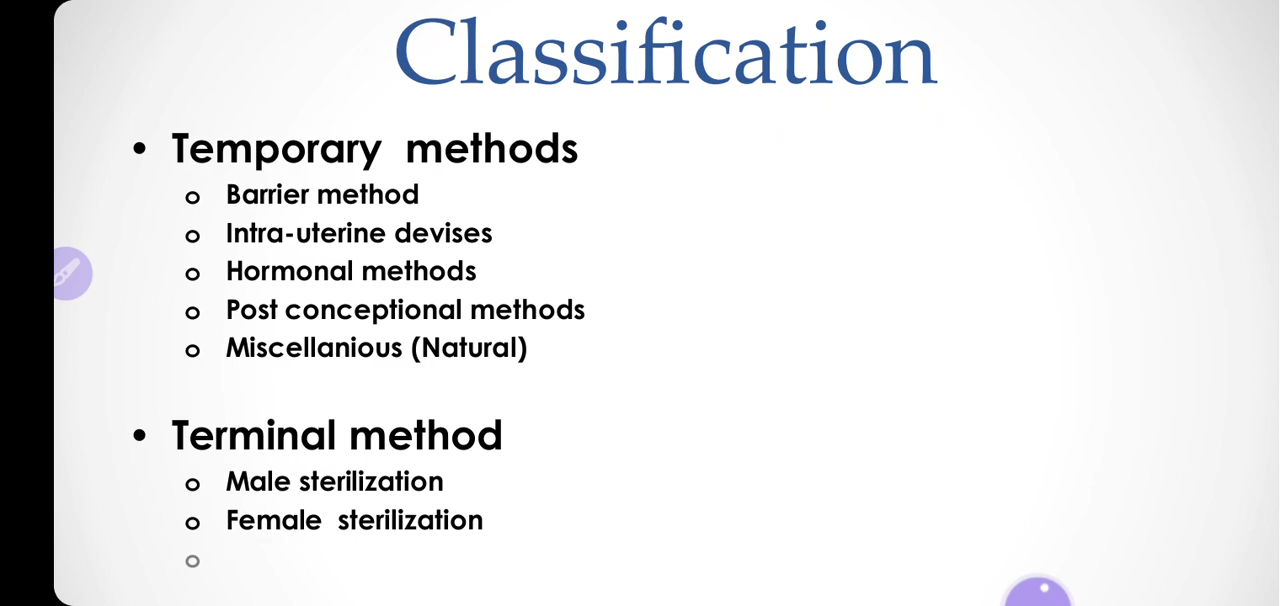 Classification
• Temporary methods
o Barrier method
o Intra-uterine devises
o Hormonal methods
o Post conceptional methods
o Miscellanious (Natural)
• Terminal method
o Male sterilization
o Female sterilization
o